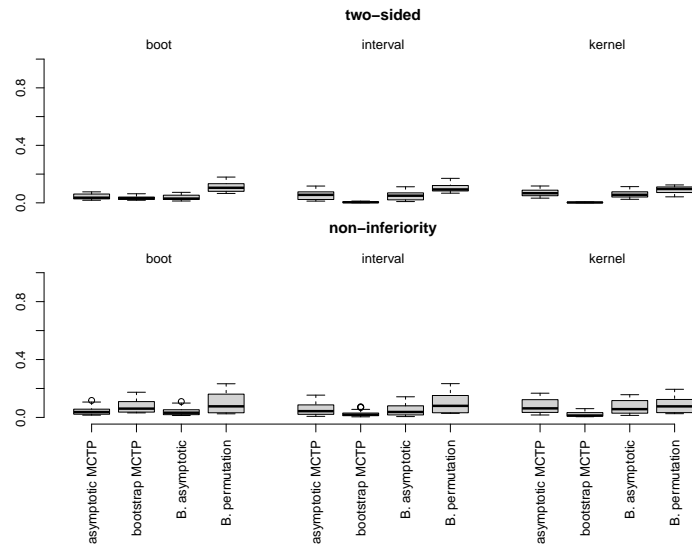 two−sided
boot interval kernel
0.0 0.4 0.8
non−inferiority
boot interval kernel
0.0 0.4 0.8
asymptotic MCTP
bootstrap MCTP
B. asymptotic
B. permutation
asymptotic MCTP
bootstrap MCTP
B. asymptotic
B. permutation
asymptotic MCTP
bootstrap MCTP
B. asymptotic
B. permutation